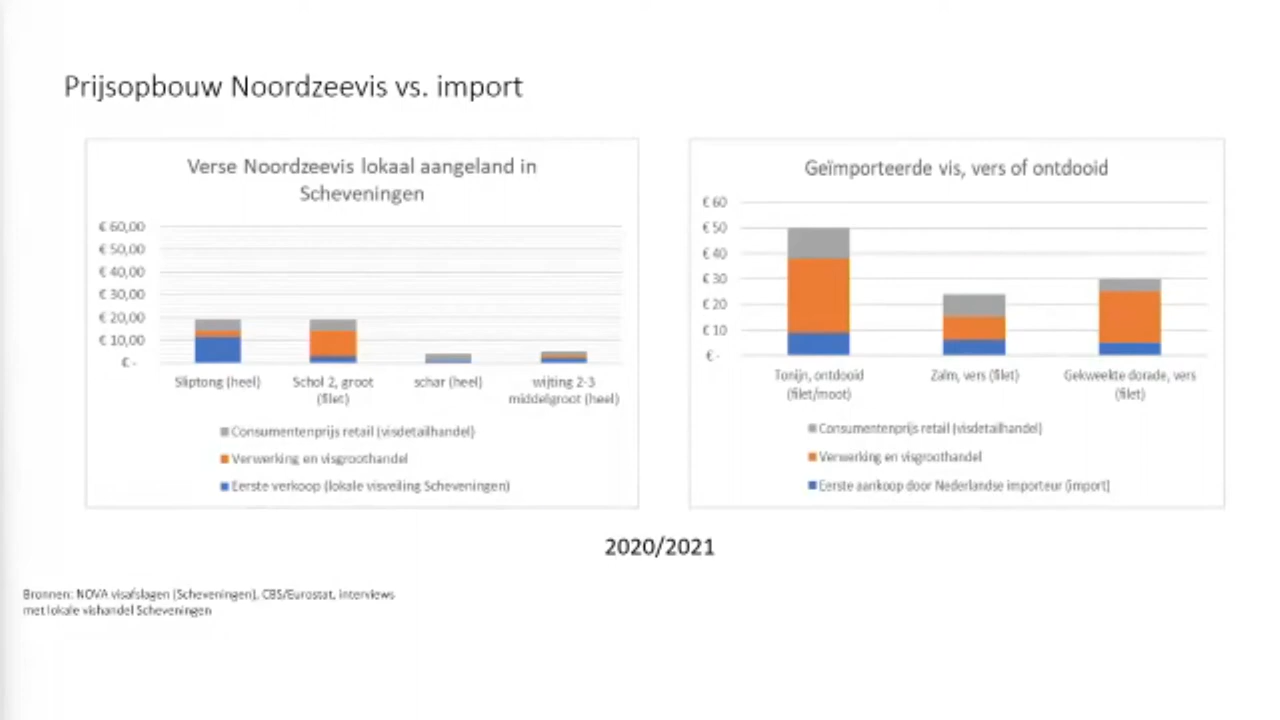 Prijsopbouw Noordzeevis vs. import
Verse Noordzeevis lokaal aangeland in
Scheveningen
€ 60,00
€ 50,00
€ 40,00
€ 30,00
€ 20,00
€ 10,00
€ -
Sliptong (heel)
Schol 2, groot
(filet)
schar (heel)
wijting 2-3
middelgroot (heel)
Consumentenprijs retail (visdetailhandel)
Verwerking en visgroothandel
Eerste verkoop (lokale visveiling Scheveningen)
Geïmporteerde vis, vers of ontdooid
€ 60
€ 50
€ 40
€ 30
€ 20
€ 10
€ -
Tonijn, ontdooid
(filet/moot)
Zalm, vers (filet)
Gekweekte dorade, vers
(filet)
Consumentenprijs retail (visdetailhandel)
Verwerking en visgroothandel
Eerste aankoop door Nederlandse importeur (import)
2020/2021
Bronnen: NOVA visafslagen (Scheveningen), CBS/Eurostat, interviews
met lokale vishandel Scheveningen